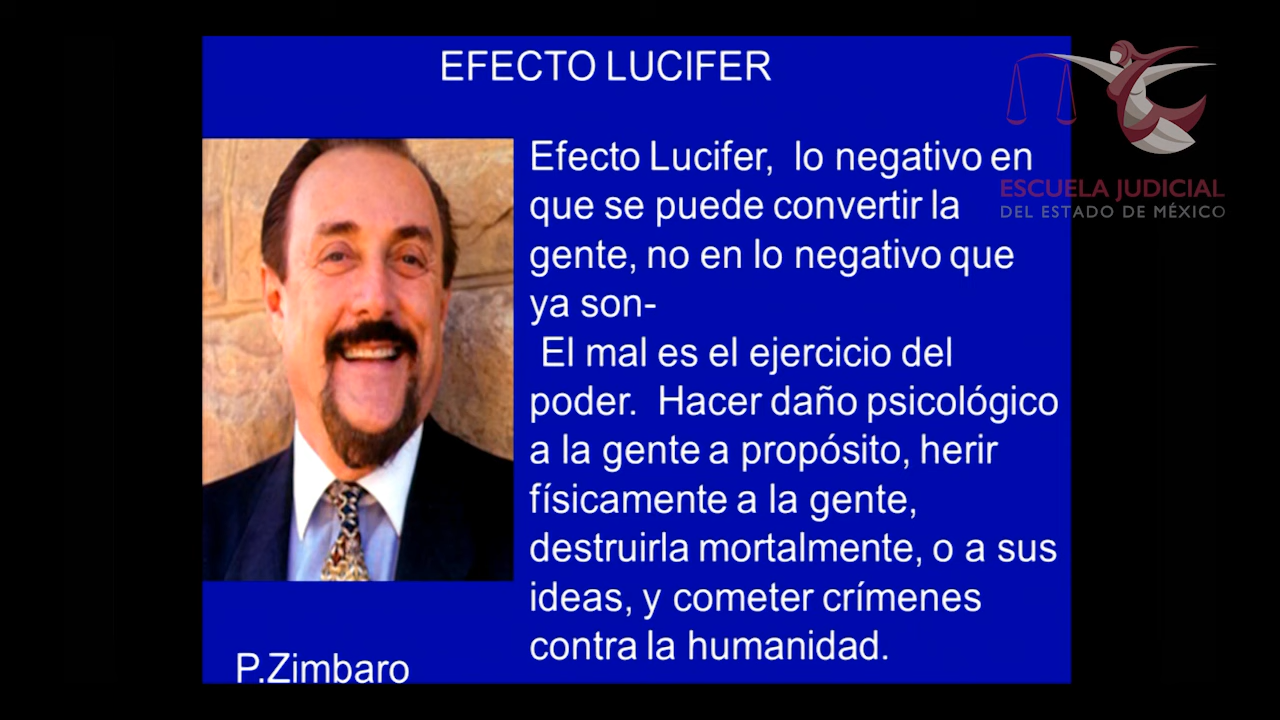 EFECTO LUCIFER
Efecto Lucifer,  lo negativo en
que se puede convertir la
gente, no en lo negativo que
ya son-
El mal es el ejercicio del
poder.  Hacer daño psicológico
a la gente a propósito, herir
físicamente a la gente,
destruirla mortalmente, o a sus
ideas, y cometer crímenes
contra la humanidad.
P.Zimbaro
ESCUELA JUDICIAL
DEL ESTADO DE MÉXICO